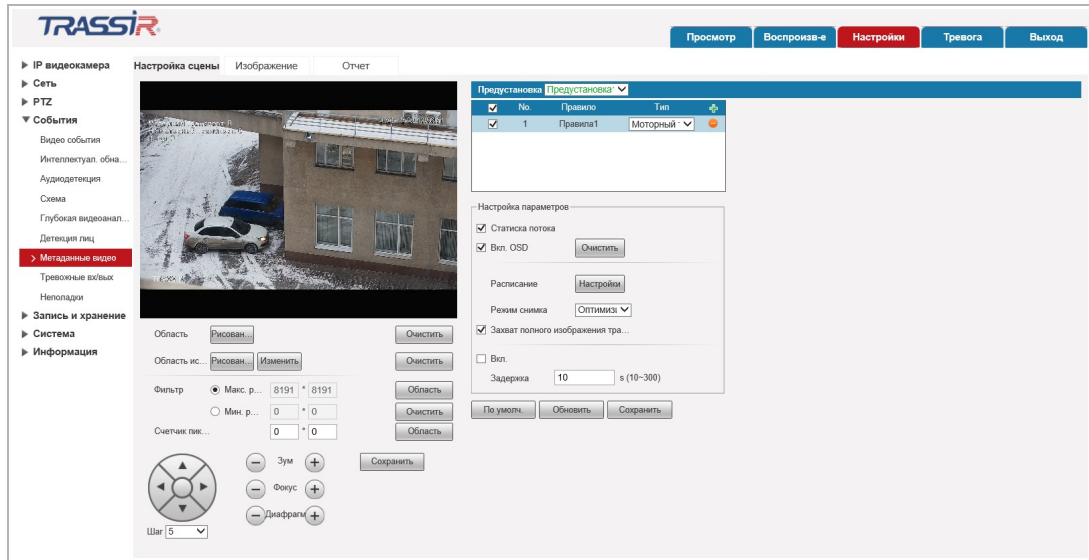 TRASSIR
Просмотр Воспроизв-е Настройки Тревога Выход
IP видеокамера
Сеть
PTZ
События
Видео события
Интеллектуал. обна...
Аудиодетекция
Схема
Глубокая видеоанал...
Детекция лиц
Метаданные видео
Тревожные вх/вых
Неполадки
Запись и хранение
Система
Информация
Настройка сцены Изображение Отчет
Область Рисован... Очистить
Область ис... Рисован... Изменить Очистить
Фильтр Макс. р... 8191 * 8191 Область
Мин. р... 0 * 0 Очистить
Счетчик пик... 0 * 0 Область
Зум Сохранить
Фокус
Диафрагм
Шаг 5
Предустановка Предустановка
No. Правило Тип
1 Правила1 Моторный
Настройка параметров
Статиска потока
Вкл. OSD Очистить
Расписание Настройки
Режим снимка Оптимиз
Захват полного изображения тра...
Вкл.
Задержка 10 s (10~300)
По умолч. Обновить Сохранить